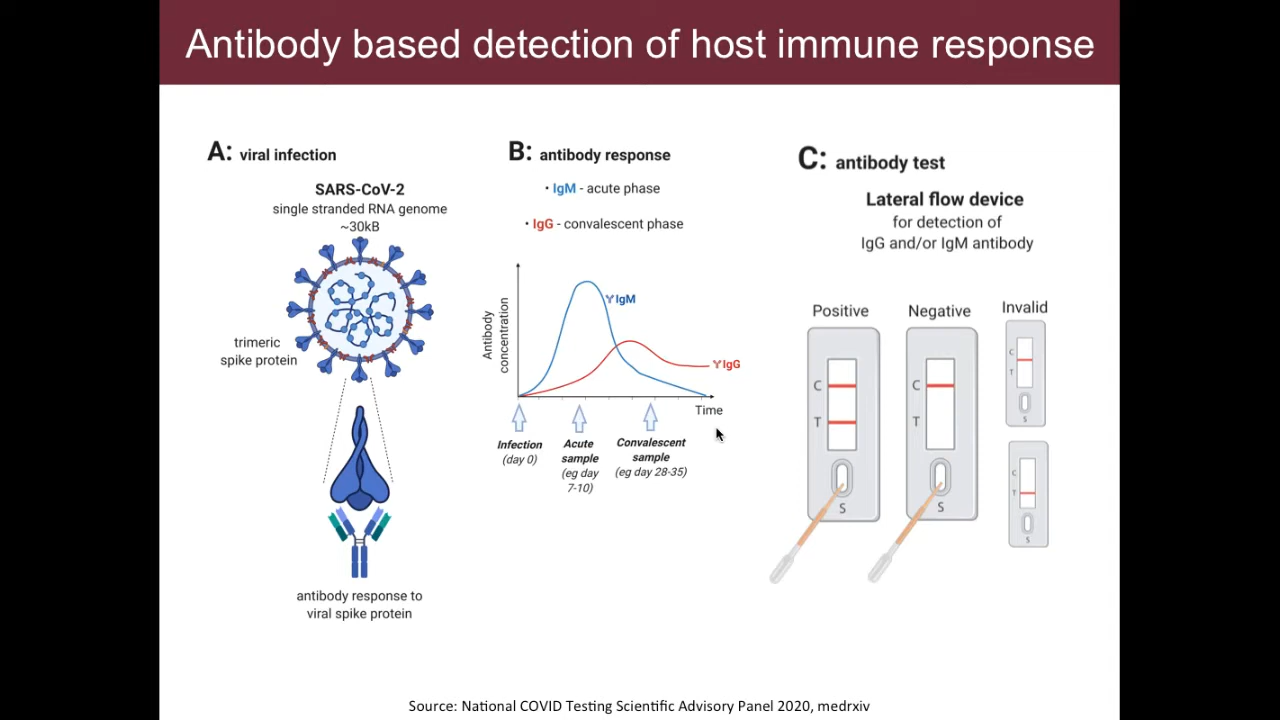 Antibody based detection of host immune response
A: viral infection
SARS-CoV-2
single stranded RNA genome
~30kB
trimeric
spike protein
antibody response to
viral spike protein
B: antibody response
• IgM - acute phase
• IgG - convalescent phase
Antibody
concentration
IgM
IgG
Time
Infection
(day 0)
Acute
sample
(eg day
7-10)
Convalescent
sample
(eg day 28-35)
C: antibody test
Lateral flow device
for detection of
IgG and/or IgM antibody
Positive
C
T
S
Negative
C
T
S
Invalid
C
T
S
C
T
S
Source: National COVID Testing Scientific Advisory Panel 2020, medrxiv